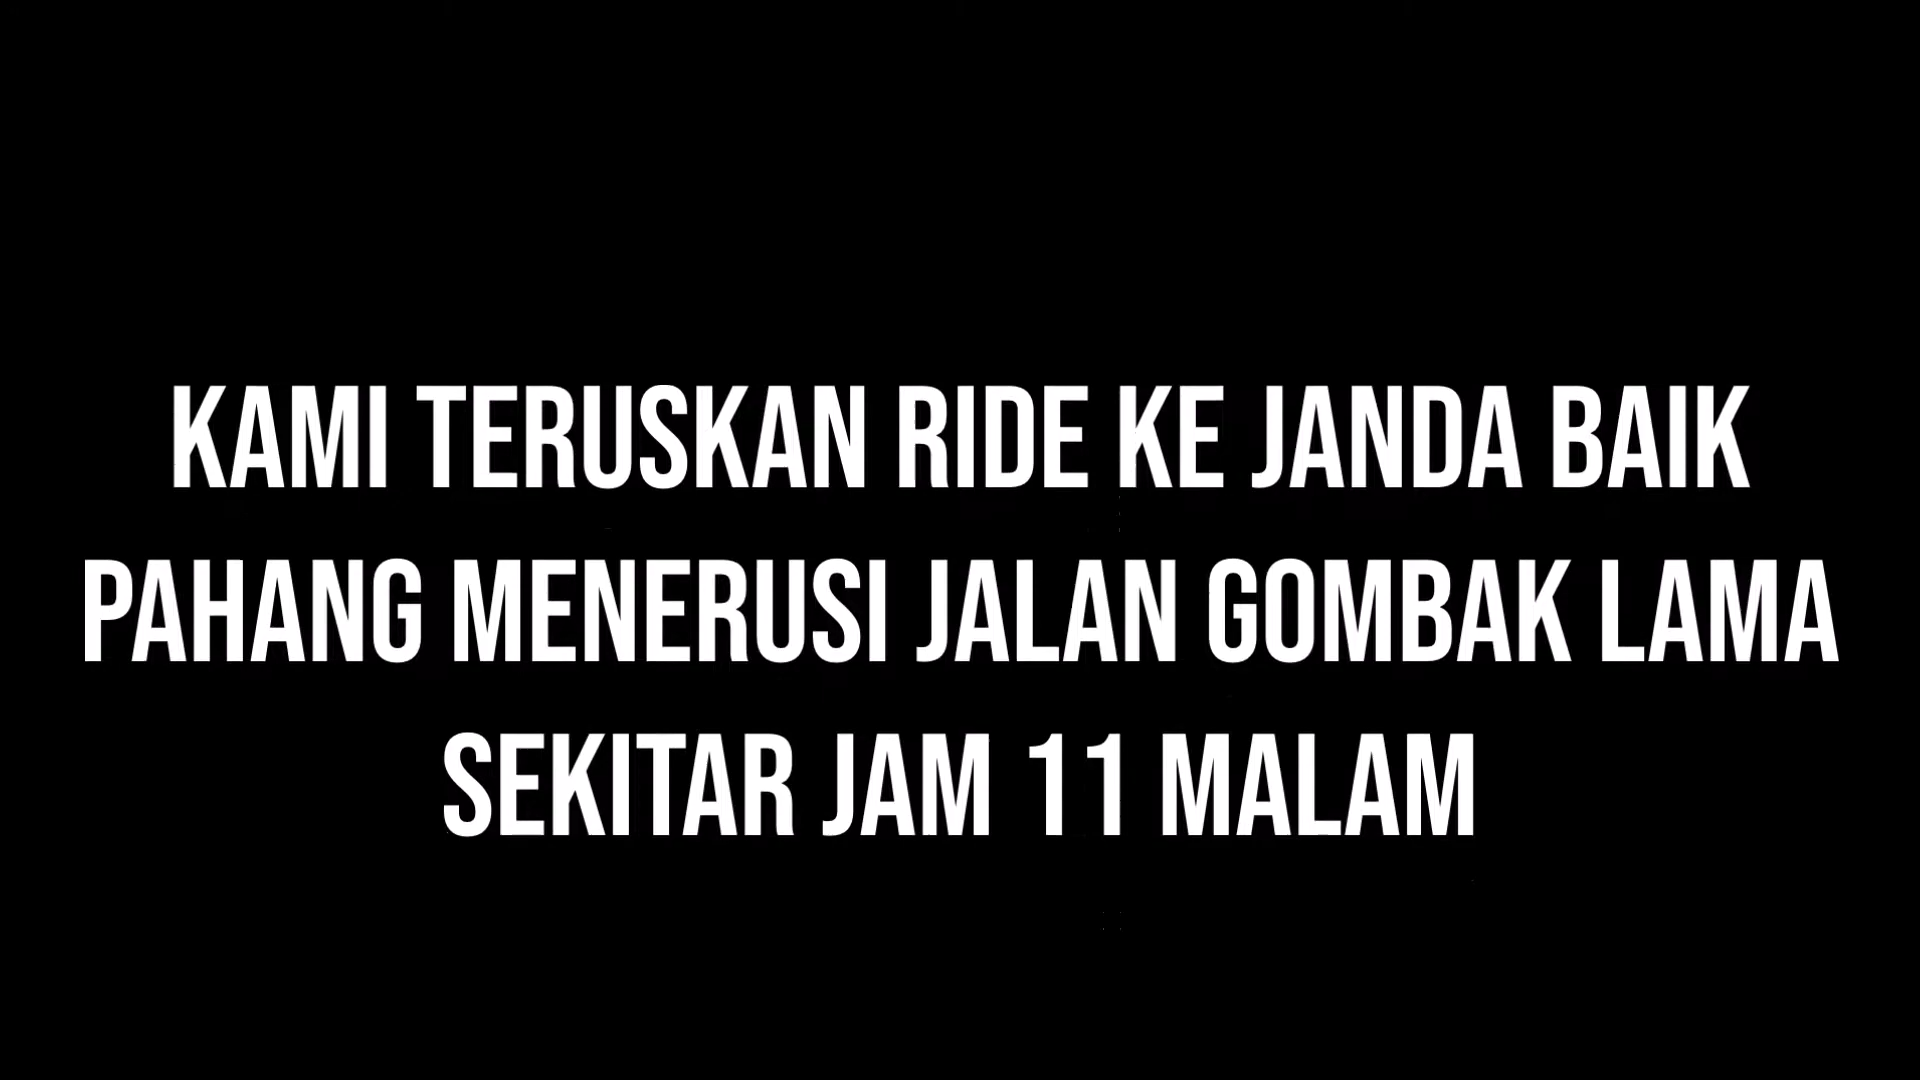 KAMI TERUSKAN RIDE KE JANDA BAIK
PAHANG MENERUSI JALAN GOMBAK LAMA
SEKITAR JAM 11 MALAM